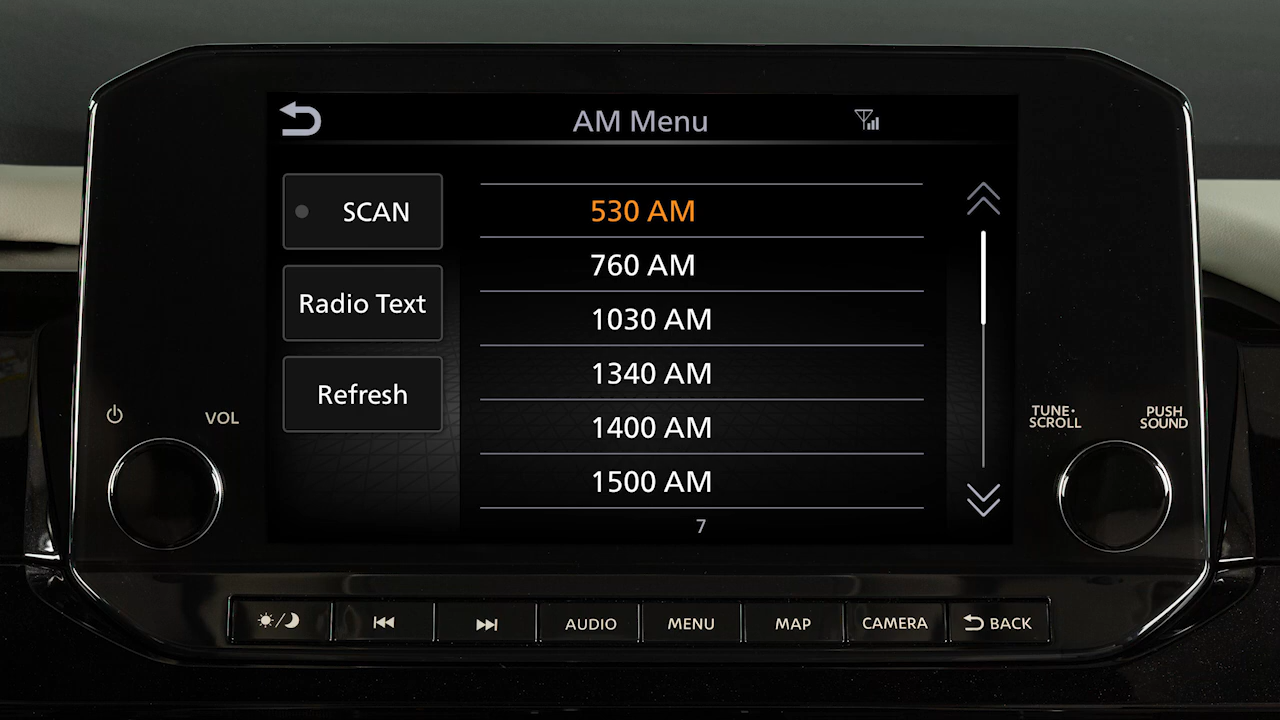 AM Menu
SCAN
Radio Text
Refresh
530 AM
760 AM
1030 AM
1340 AM
1400 AM
1500 AM
7
VOL
TUNE·
SCROLL
PUSH
SOUND
AUDIO
MENU
MAP
CAMERA
BACK